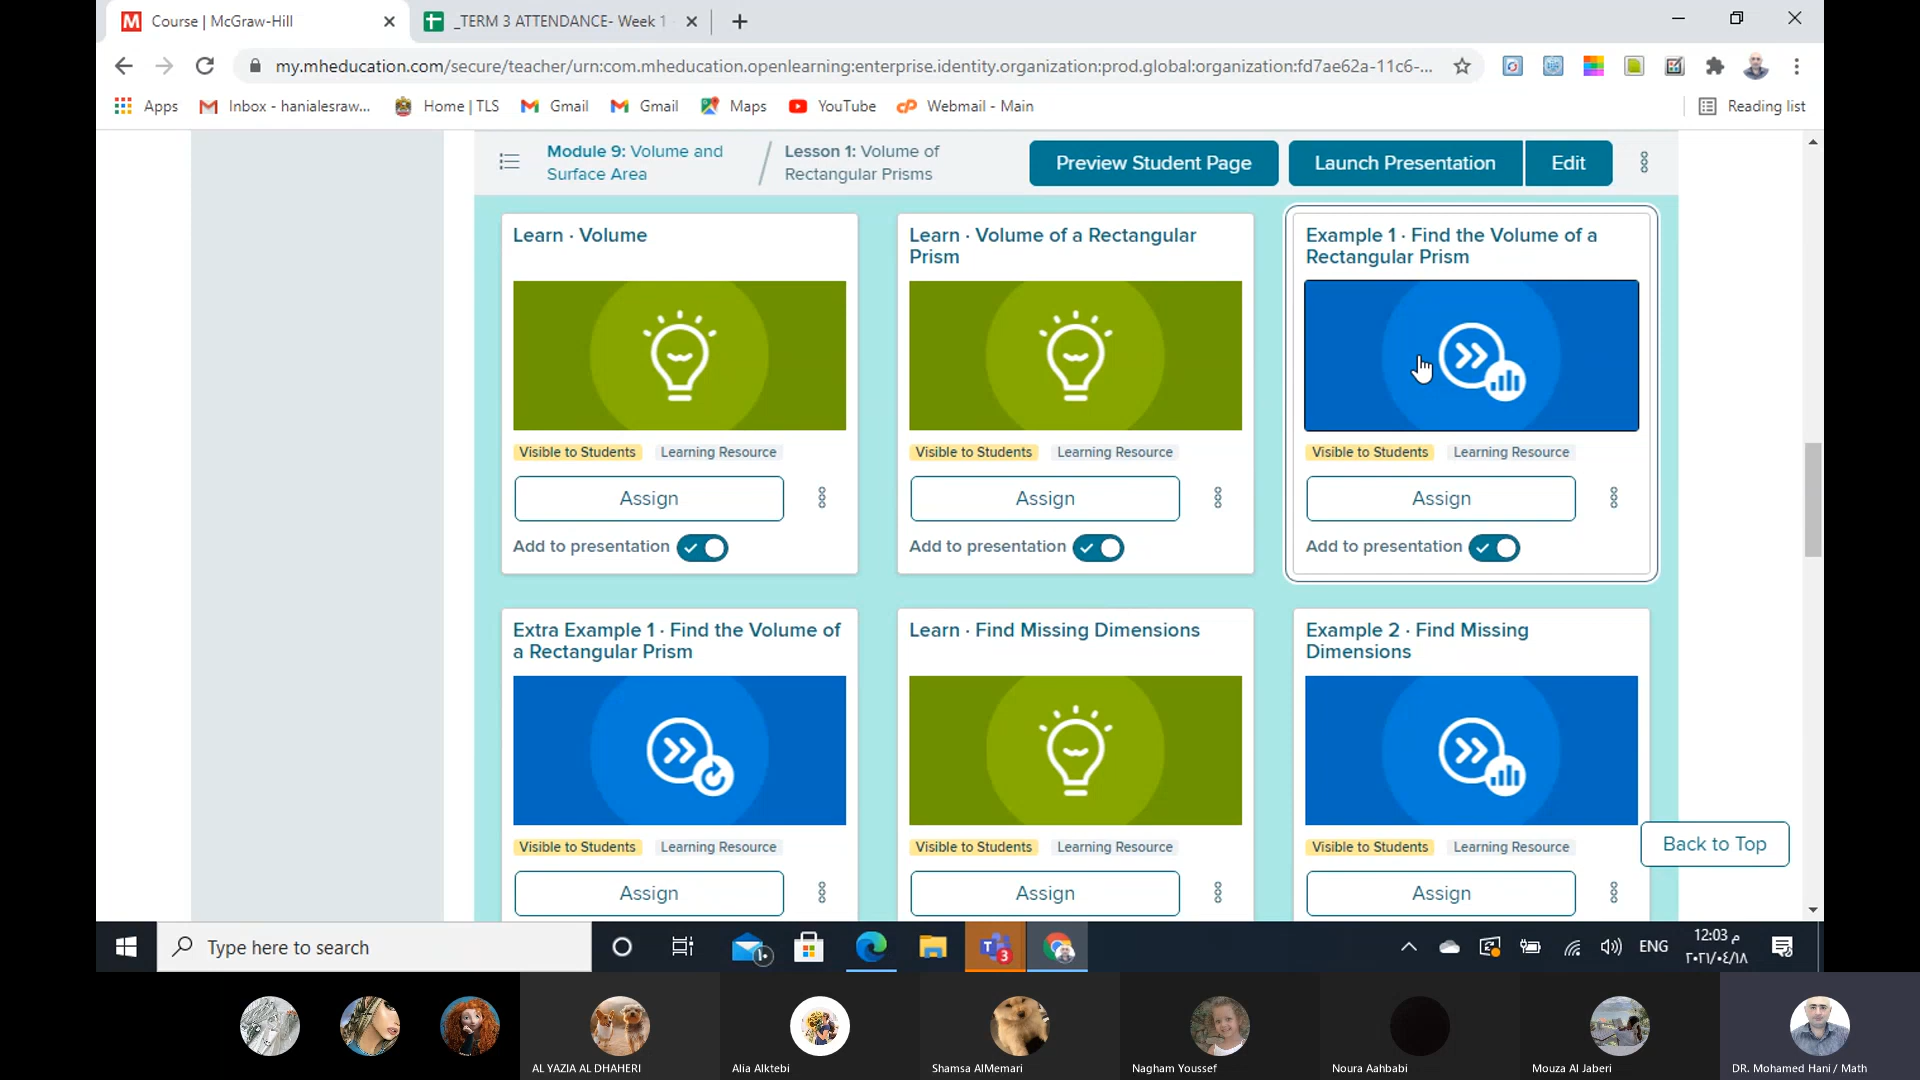 Course | McGraw-Hill
_TERM 3 ATTENDANCE- Week 1
my.mheducation.com/secure/teacher/urn:com.mheducation.openlearning:enterprise.identity.organization:prod.global:organization:fd7ae62a-11c6-...
Apps
Inbox - hanialesraw...
Home | TLS
Gmail
Gmail
Maps
YouTube
Webmail - Main
Reading list
Module 9: Volume and
Surface Area
Lesson 1: Volume of
Rectangular Prisms
Preview Student Page
Launch Presentation
Edit
Learn · Volume
Learn · Volume of a Rectangular
Prism
Example 1 · Find the Volume of a
Rectangular Prism
Visible to Students
Learning Resource
Visible to Students
Learning Resource
Visible to Students
Learning Resource
Assign
Assign
Assign
Add to presentation
Add to presentation
Add to presentation
Extra Example 1 · Find the Volume of
a Rectangular Prism
Learn · Find Missing Dimensions
Example 2 · Find Missing
Dimensions
Visible to Students
Learning Resource
Visible to Students
Learning Resource
Visible to Students
Learning Resource
Back to Top
Assign
Assign
Assign
Type here to search
3
ENG
12:03 م
٢٠٢١/٠٤/١٨
AL YAZIA AL DHAHERI
Alia Alktebi
Shamsa AlMemari
Nagham Youssef
Noura Aahbabi
Mouza Al Jaberi
DR. Mohamed Hani / Math